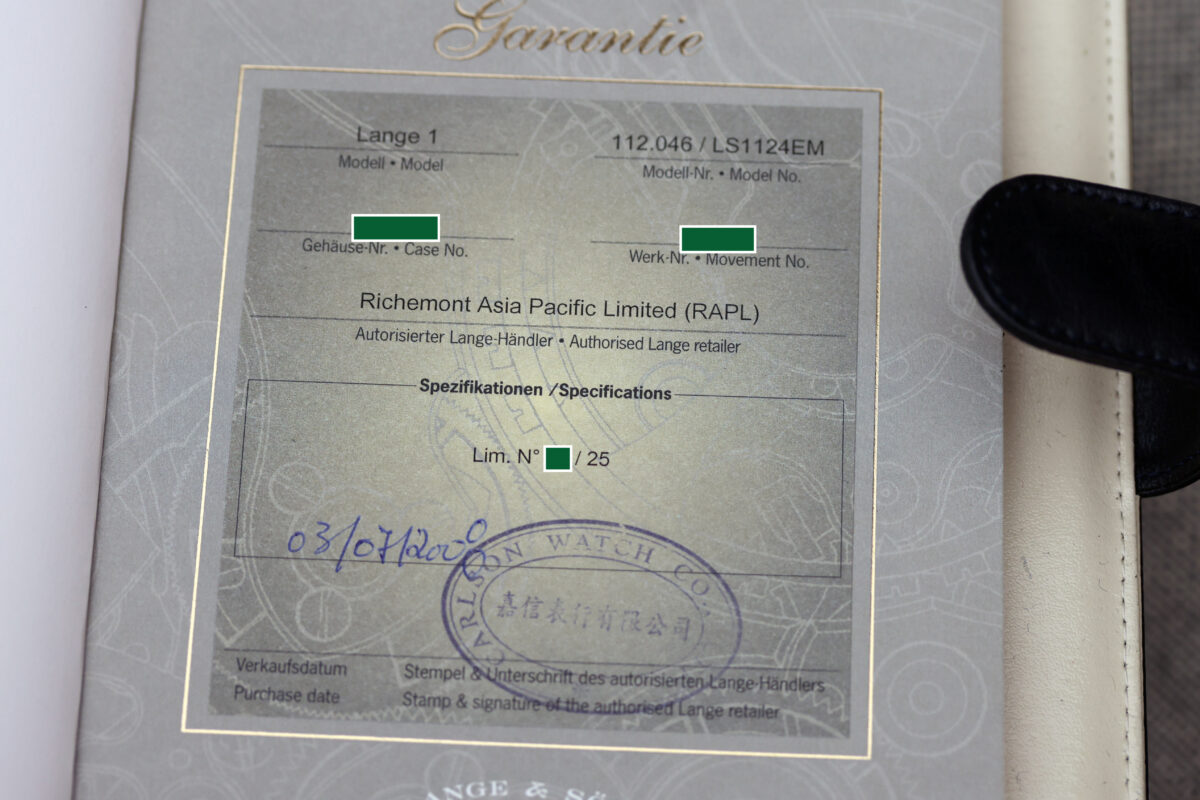 Garantie
Lange 1
Modell • Model
112.046 / LS1124EM
Modell-Nr. • Model No.
Gehäuse-Nr. • Case No.
Werk-Nr. • Movement No.
Richemont Asia Pacific Limited (RAPL)
Autorisierter Lange-Händler • Authorised Lange retailer
Spezifikationen /Specifications
Lim. N° / 25
03/07/2000
CARLSON WATCH CO.
嘉信表行有限公司
Verkaufsdatum
Purchase date
Stempel & Unterschrift des autorisierten Lange-Händlers
Stamp & signature of the authorised Lange retailer